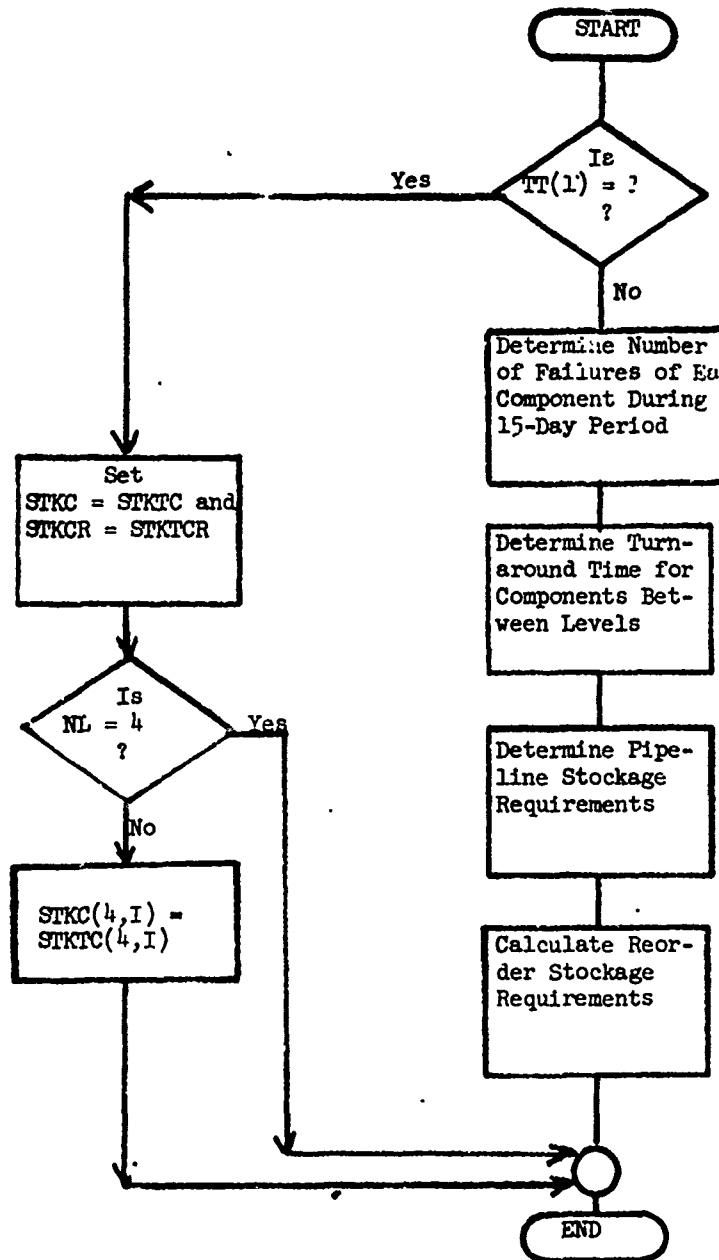 START
Is
TT(1) =
?
Yes
No
Determine Number
of Failures of Ea
Component During
15-Day Period
Set
STKC = STKTC and
STKCR = STKTCR
Determine Turn-
around Time for
Components Bet-
ween Levels
Is
NL = 4
?
Yes
No
Determine Pipe-
line Stockage
Requirements
STKC(4,I) =
STKTC(4,I)
Calculate Reor-
der Stockage
Requirements
END